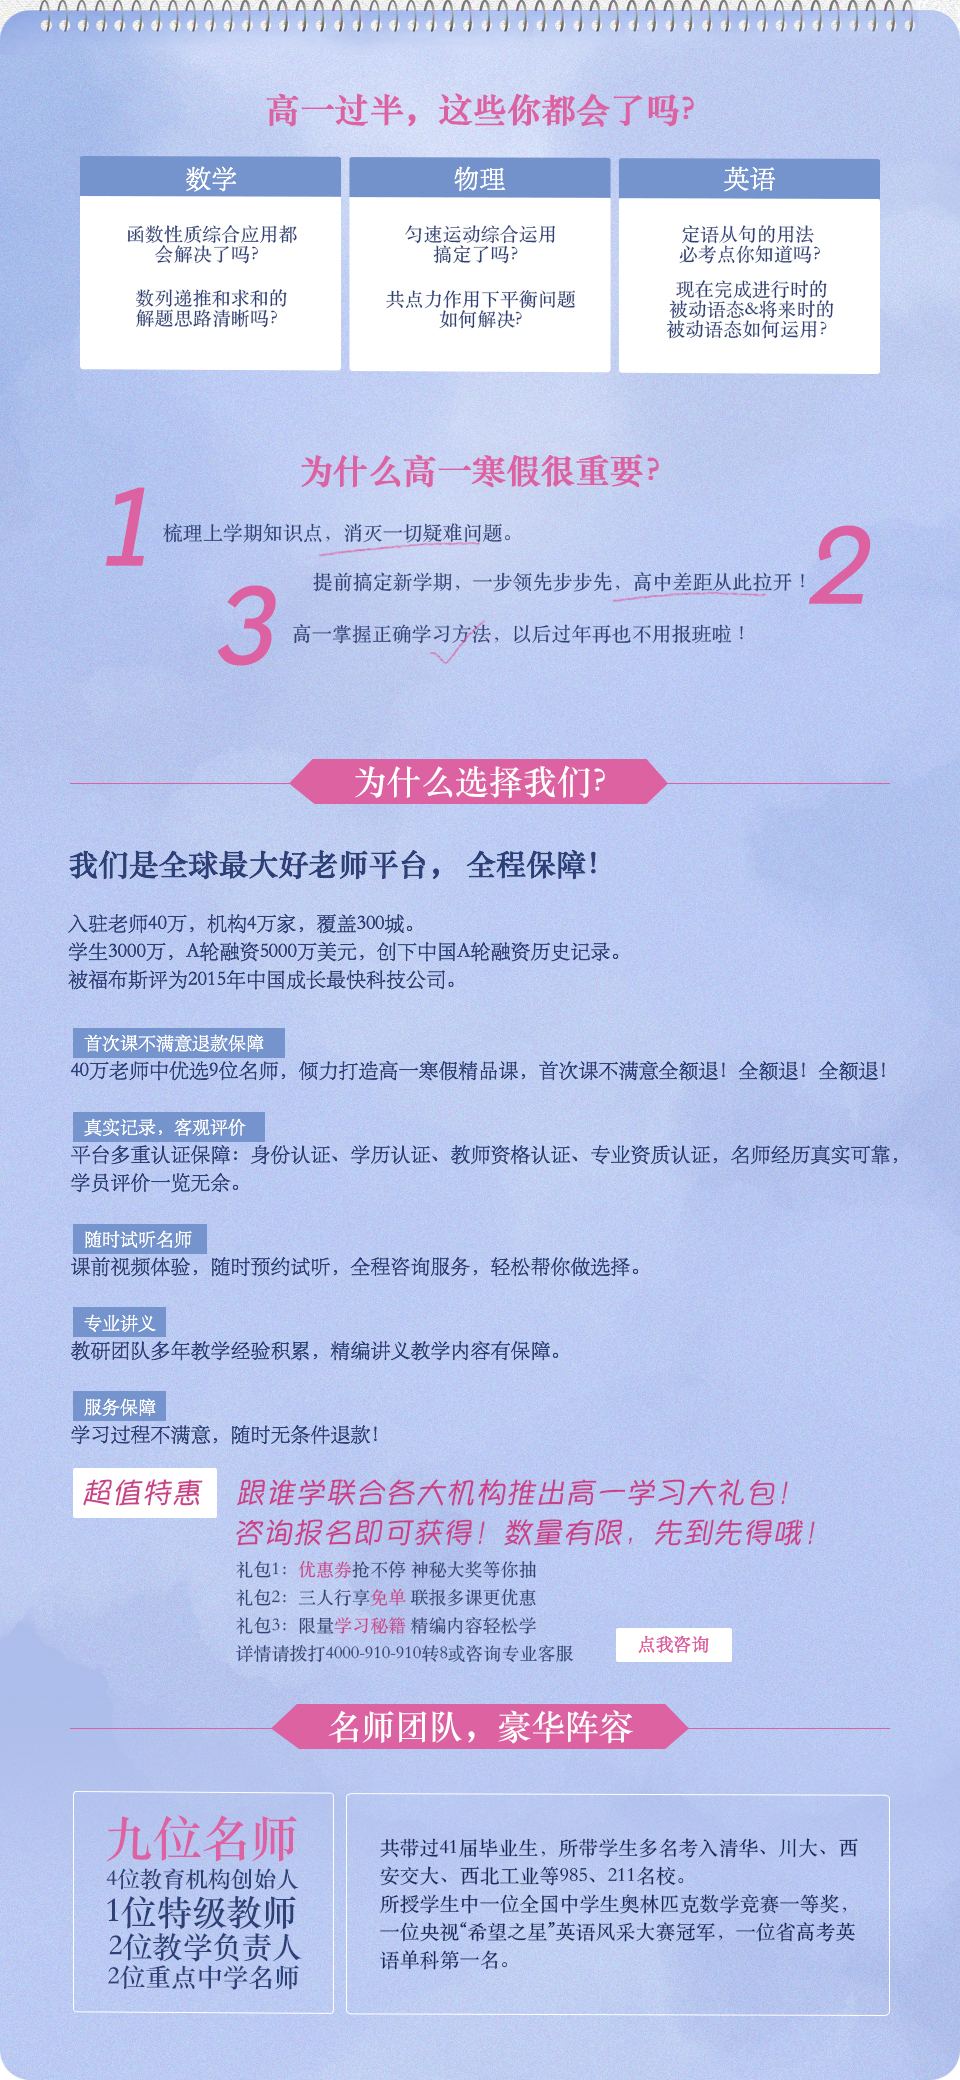 高一过半，这些你都会了吗?
数学
函数性质综合应用都
会解决了吗?
数列递推和求和的
解题思路清晰吗?
物理
匀速运动综合运用
搞定了吗?
共点力作用下平衡问题
如何解决?
英语
定语从句的用法
必考点你知道吗?
现在完成进行时的
被动语态&将来时的
被动语态如何运用?
为什么高一寒假很重要?
1
梳理上学期知识点，消灭一切疑难问题。
提前搞定新学期，一步领先步步先，高中差距从此拉开！
2
3
高一掌握正确学习方法，以后过年再也不用报班啦！
为什么选择我们?
我们是全球最大好老师平台，全程保障！
入驻老师40万，机构4万家，覆盖300城。
学生3000万，A轮融资5000万美元，创下中国A轮融资历史记录。
被福布斯评为2015年中国成长最快科技公司。
首次课不满意退款保障
40万老师中优选9位名师，倾力打造高一寒假精品课，首次课不满意全额退！全额退！全额退！
真实记录，客观评价
平台多重认证保障：身份认证、学历认证、教师资格认证、专业资质认证，名师经历真实可靠，
学员评价一览无余。
随时试听名师
课前视频体验，随时预约试听，全程咨询服务，轻松帮你做选择。
专业讲义
教研团队多年教学经验积累，精编讲义教学内容有保障。
服务保障
学习过程不满意，随时无条件退款！
超值特惠
跟谁学联合各大机构推出高一学习大礼包！
咨询报名即可获得！数量有限，先到先得哦！
礼包1：优惠券抢不停 神秘大奖等你抽
礼包2：三人行享免单 联报多课更优惠
礼包3：限量学习秘籍 精编内容轻松学
详情请拨打4000-910-910转8或咨询专业客服
点我咨询
名师团队，豪华阵容
九位名师
4位教育机构创始人
1位特级教师
2位教学负责人
2位重点中学名师
共带过41届毕业生，所带学生多名考入清华、川大、西
安交大、西北工业等985、211名校。
所授学生中一位全国中学生奥林匹克数学竞赛一等奖，
一位央视“希望之星”英语风采大赛冠军，一位省高考英
语单科第一名。